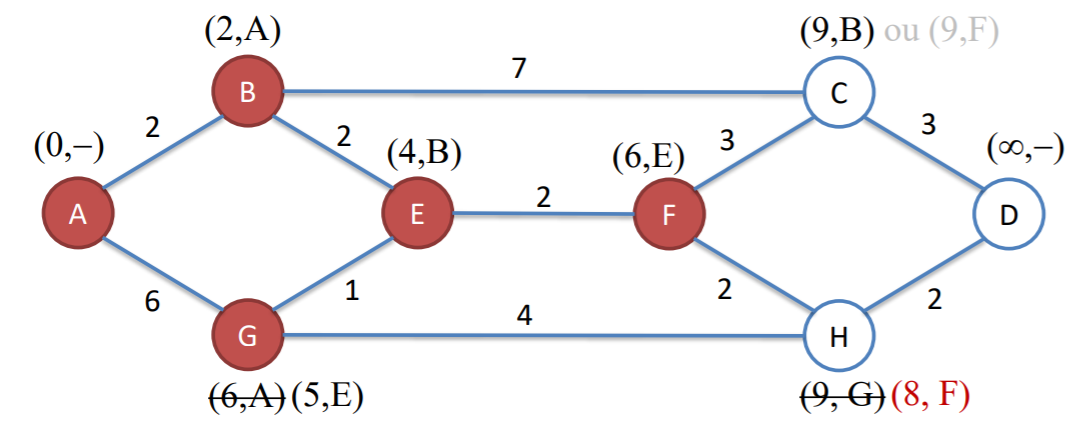 (2,A)
(9,B) ou (9,F)
B
7
C
2
2
3
3
(0,–)
(4,B)
(6,E)
(∞,–)
A
E
2
F
D
6
1
2
2
G
4
H
(6,A) (5,E)
(9, G) (8, F)